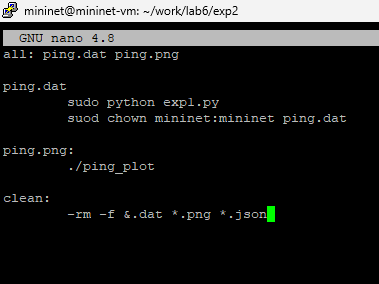 mininet@mininet-vm: ~/work/lab6/exp2
GNU nano 4.8
all: ping.dat ping.png
ping.dat
sudo python exp1.py
suod chown mininet:mininet ping.dat
ping.png:
./ping_plot
clean:
-rm -f &.dat *.png *.json